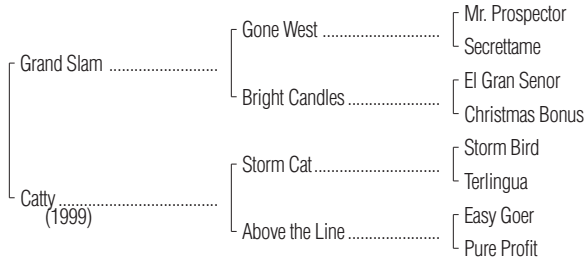 Mr. Prospector
Gone West ..............................
Secrettame
Grand Slam ...........................
El Gran Senor
Bright Candles .......................
Christmas Bonus
Storm Bird
Storm Cat ................................
Terlingua
Catty ........................................
(1999)
Easy Goer
Above the Line .......................
Pure Profit